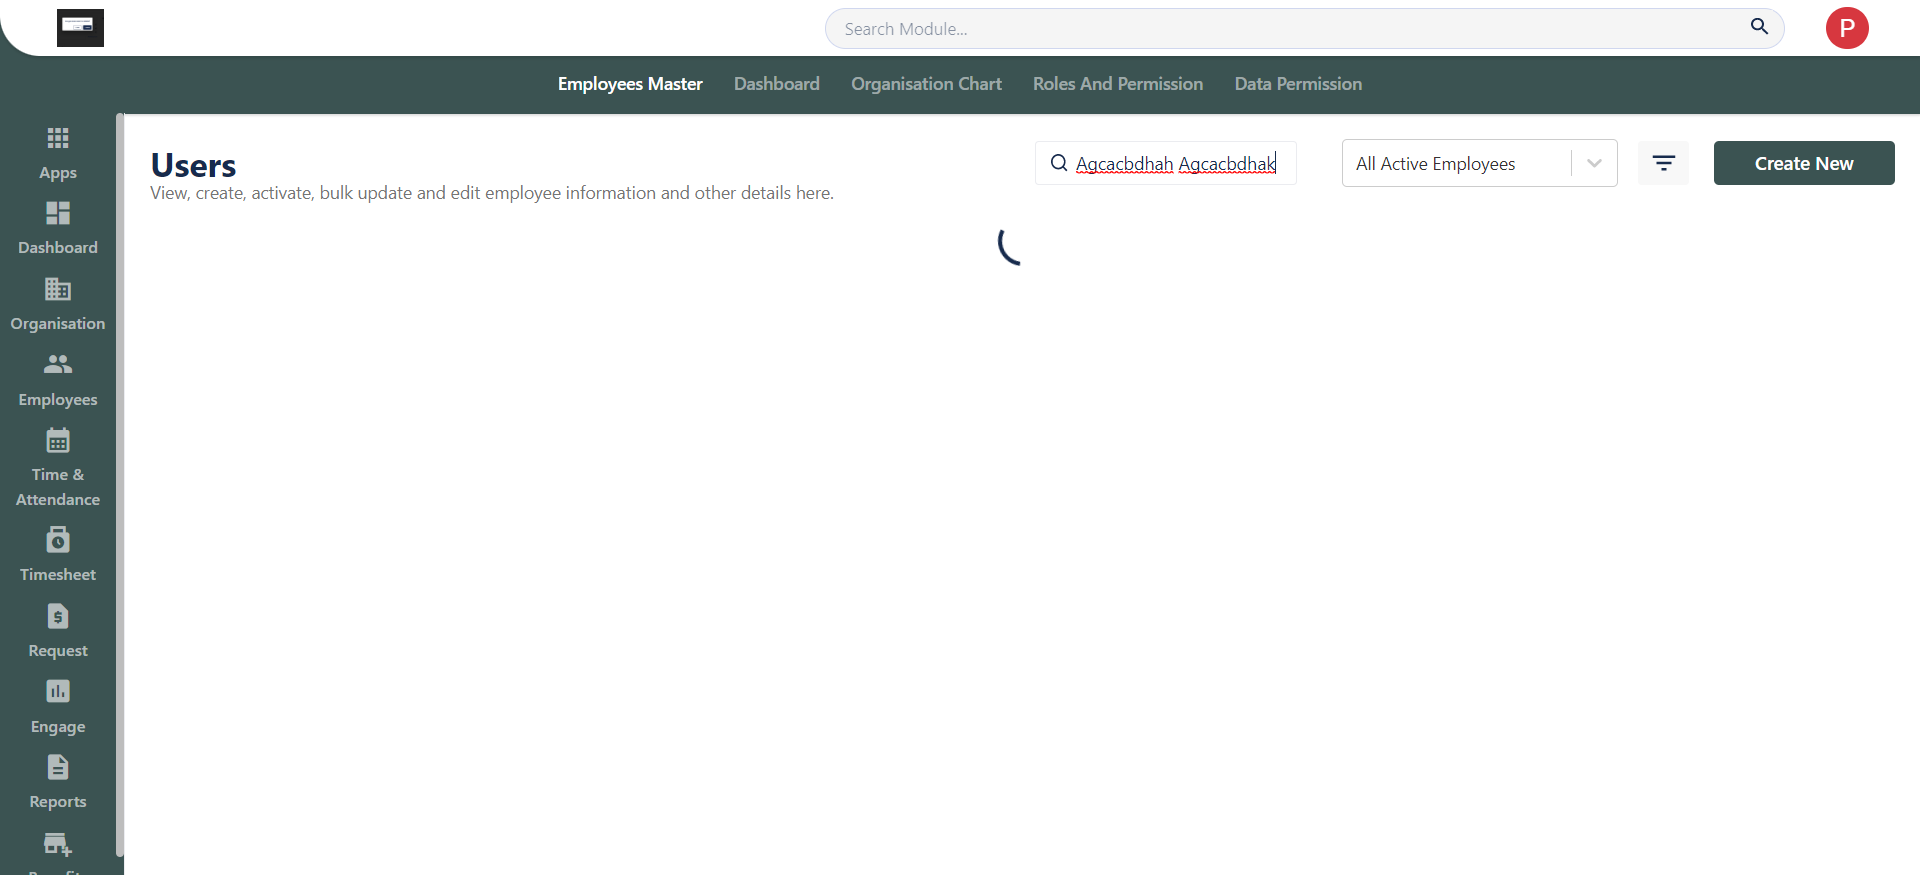 Search Module...
P
Employees Master Dashboard Organisation Chart Roles And Permission Data Permission
Apps
Dashboard
Organisation
Employees
Time &
Attendance
Timesheet
Request
Engage
Reports
Users
View, create, activate, bulk update and edit employee information and other details here.
Agcacbdhah Agcacbdhak
All Active Employees
Create New